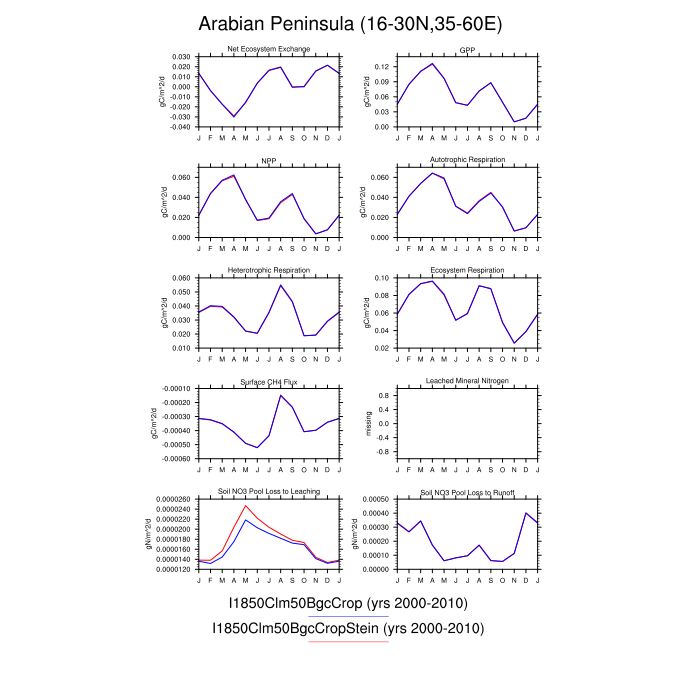 Arabian Peninsula (16-30N,35-60E)
Net Ecosystem Exchange
gC/m^2/d
0.030
0.020
0.010
0.000
-0.010
-0.020
-0.030
-0.040
J F M A M J J A S O N D J
GPP
gC/m^2/d
0.12
0.09
0.06
0.03
0.00
J F M A M J J A S O N D J
NPP
gC/m^2/d
0.060
0.040
0.020
0.000
J F M A M J J A S O N D J
Autotrophic Respiration
gC/m^2/d
0.060
0.040
0.020
0.000
J F M A M J J A S O N D J
Heterotrophic Respiration
gC/m^2/d
0.060
0.050
0.040
0.030
0.020
0.010
J F M A M J J A S O N D J
Ecosystem Respiration
gC/m^2/d
0.10
0.08
0.06
0.04
0.02
J F M A M J J A S O N D J
Surface CH4 Flux
gC/m^2/d
-0.00010
-0.00020
-0.00030
-0.00040
-0.00050
-0.00060
J F M A M J J A S O N D J
Leached Mineral Nitrogen
missing
0.8
0.4
0.0
-0.4
-0.8
J F M A M J J A S O N D J
Soil NO3 Pool Loss to Leaching
gN/m^2/d
0.0000260
0.0000240
0.0000220
0.0000200
0.0000180
0.0000160
0.0000140
0.0000120
J F M A M J J A S O N D J
Soil NO3 Pool Loss to Runoff
gN/m^2/d
0.00050
0.00040
0.00030
0.00020
0.00010
0.00000
J F M A M J J A S O N D J
I1850Clm50BgcCrop (yrs 2000-2010)
I1850Clm50BgcCropStein (yrs 2000-2010)